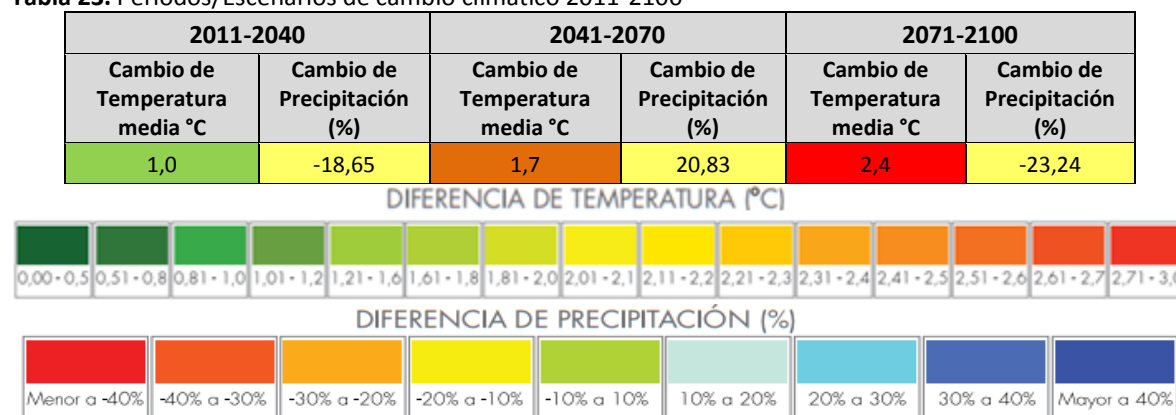 Tabla 23. Períodos/Escenarios de cambio climático 2011-2100
2011-2040 2041-2070 2071-2100
Cambio de Temperatura media °C Cambio de Precipitación (%) Cambio de Temperatura media °C Cambio de Precipitación (%) Cambio de Temperatura media °C Cambio de Precipitación (%)
1,0 -18,65 1,7 20,83 2,4 -23,24
DIFERENCIA DE TEMPERATURA (°C)
0,00 - 0,5 0,51 - 0,8 0,81 - 1,0 1,01 - 1,2 1,21 - 1,6 1,61 - 1,8 1,81 - 2,0 2,01 - 2,1 2,11 - 2,2 2,21 - 2,3 2,31 - 2,4 2,41 - 2,5 2,51 - 2,6 2,61 - 2,7 2,71 - 3,0
DIFERENCIA DE PRECIPITACIÓN (%)
Menor a -40% -40% a -30% -30% a -20% -20% a -10% -10% a 10% 10% a 20% 20% a 30% 30% a 40% Mayor a 40%